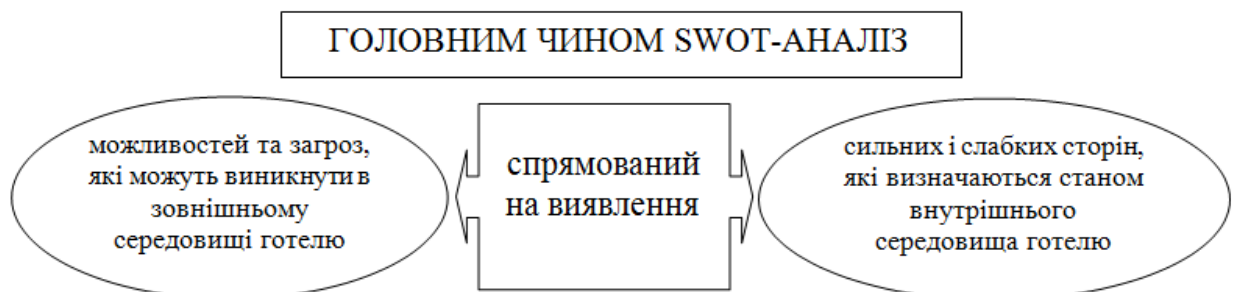 ГОЛОВНИМ ЧИНОМ SWOT-АНАЛІЗ
можливостей та загроз,
які можуть виникнути в
зовнішньому
середовищі готелю
спрямований
на виявлення
сильних і слабких сторін,
які визначаються станом
внутрішнього
середовища готелю